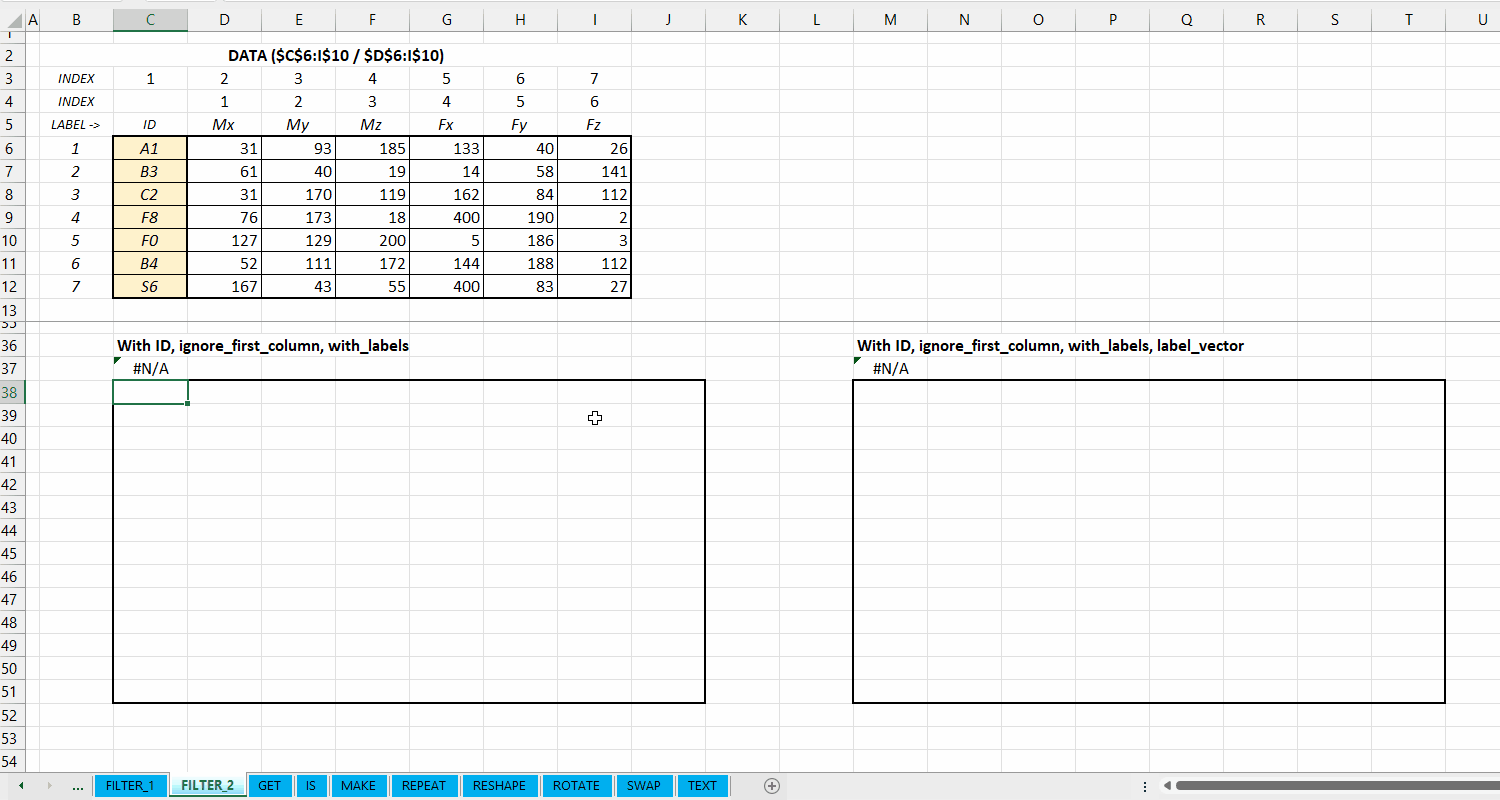 A B C D E F G H I J K L M N O P Q R S T U
1
2 DATA ($C$6:I$10 / $D$6:I$10)
3 INDEX 1 2 3 4 5 6 7
4 INDEX 1 2 3 4 5 6
5 LABEL -> ID Mx My Mz Fx Fy Fz
6 1 A1 31 93 185 133 40 26
7 2 B3 61 40 19 14 58 141
8 3 C2 31 170 119 162 84 112
9 4 F8 76 173 18 400 190 2
10 5 F0 127 129 200 5 186 3
11 6 B4 52 111 172 144 188 112
12 7 S6 167 43 55 400 83 27
13
35
36 With ID, ignore_first_column, with_labels With ID, ignore_first_column, with_labels, label_vector
37 #N/A #N/A
38
39
40
41
42
43
44
45
46
47
48
49
50
51
52
53
54
... FILTER_1 FILTER_2 GET IS MAKE REPEAT RESHAPE ROTATE SWAP TEXT